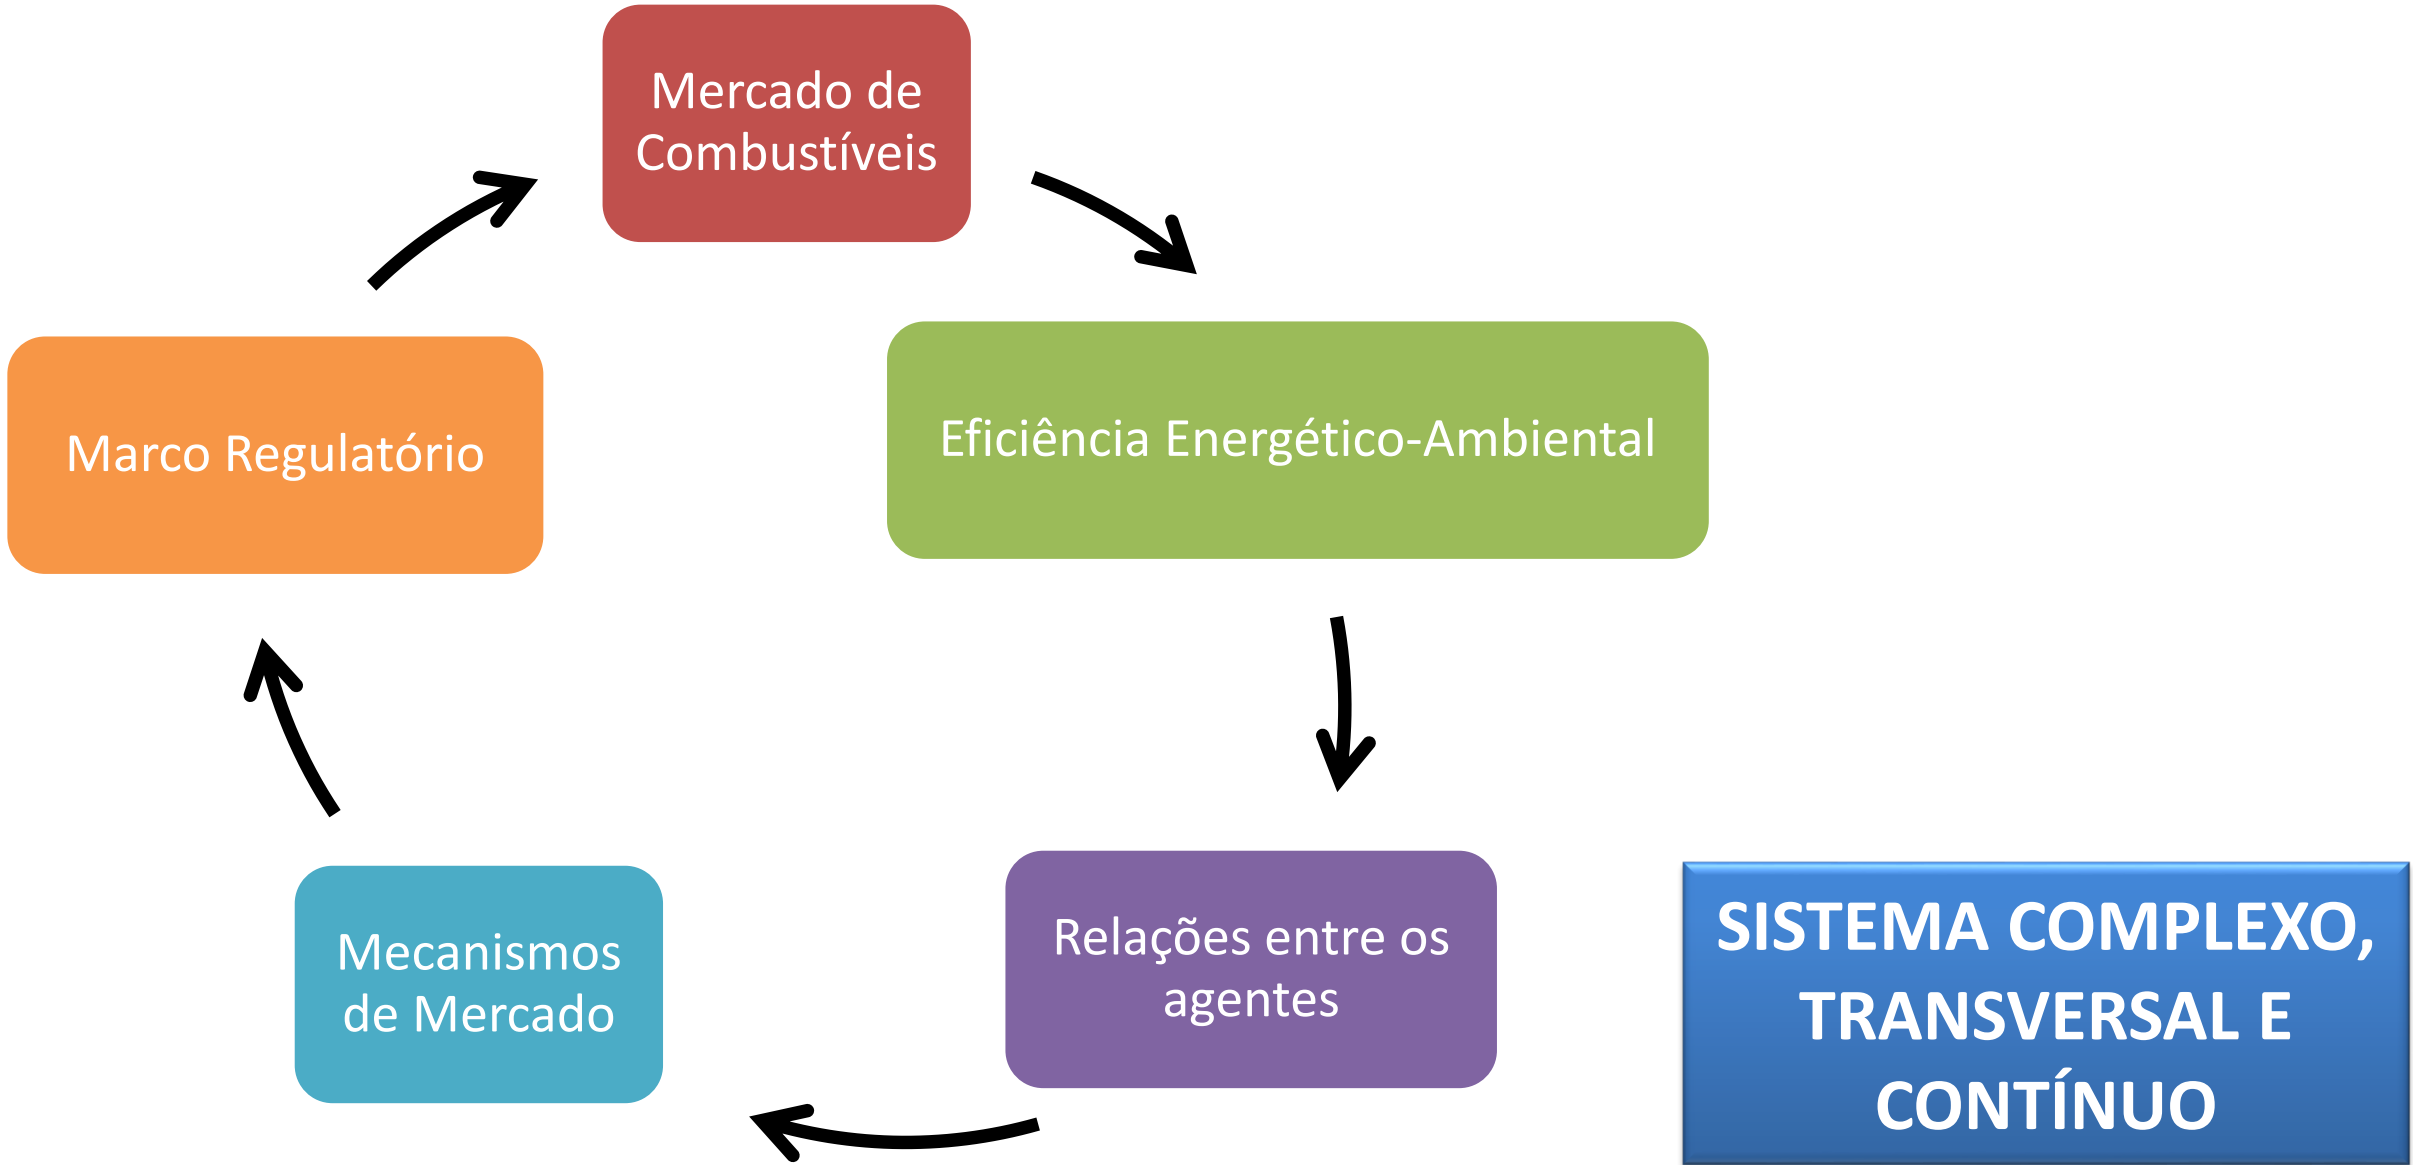 Mercado de
Combustíveis
Marco Regulatório
Eficiência Energético-Ambiental
Mecanismos
de Mercado
Relações entre os
agentes
SISTEMA COMPLEXO,
TRANSVERSAL E
CONTÍNUO